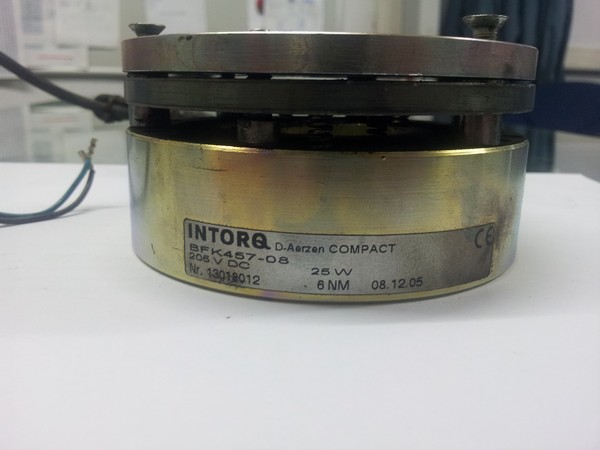 INTORQ D-Aerzen COMPACT
BFK457-08
205 V DC 25 W
Nr. 13018012 6 NM 08.12.05
CE